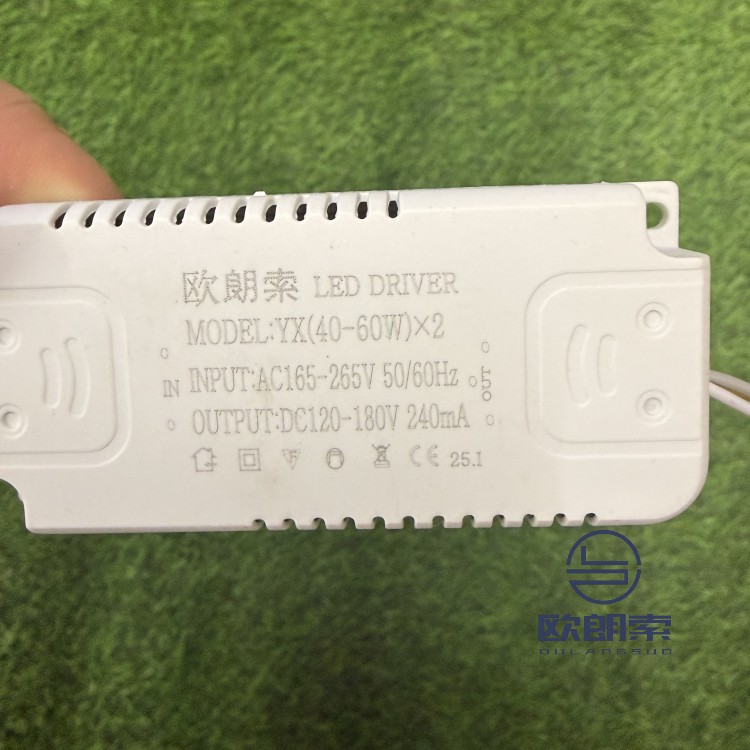 欧朗索 LED DRIVER
MODEL:YX(40-60W)×2
IN
INPUT:AC165-265V 50/60Hz
OUTPUT:DC120-180V 240mA
OUT
F CE 25.1
欧朗索
OULANGSUO